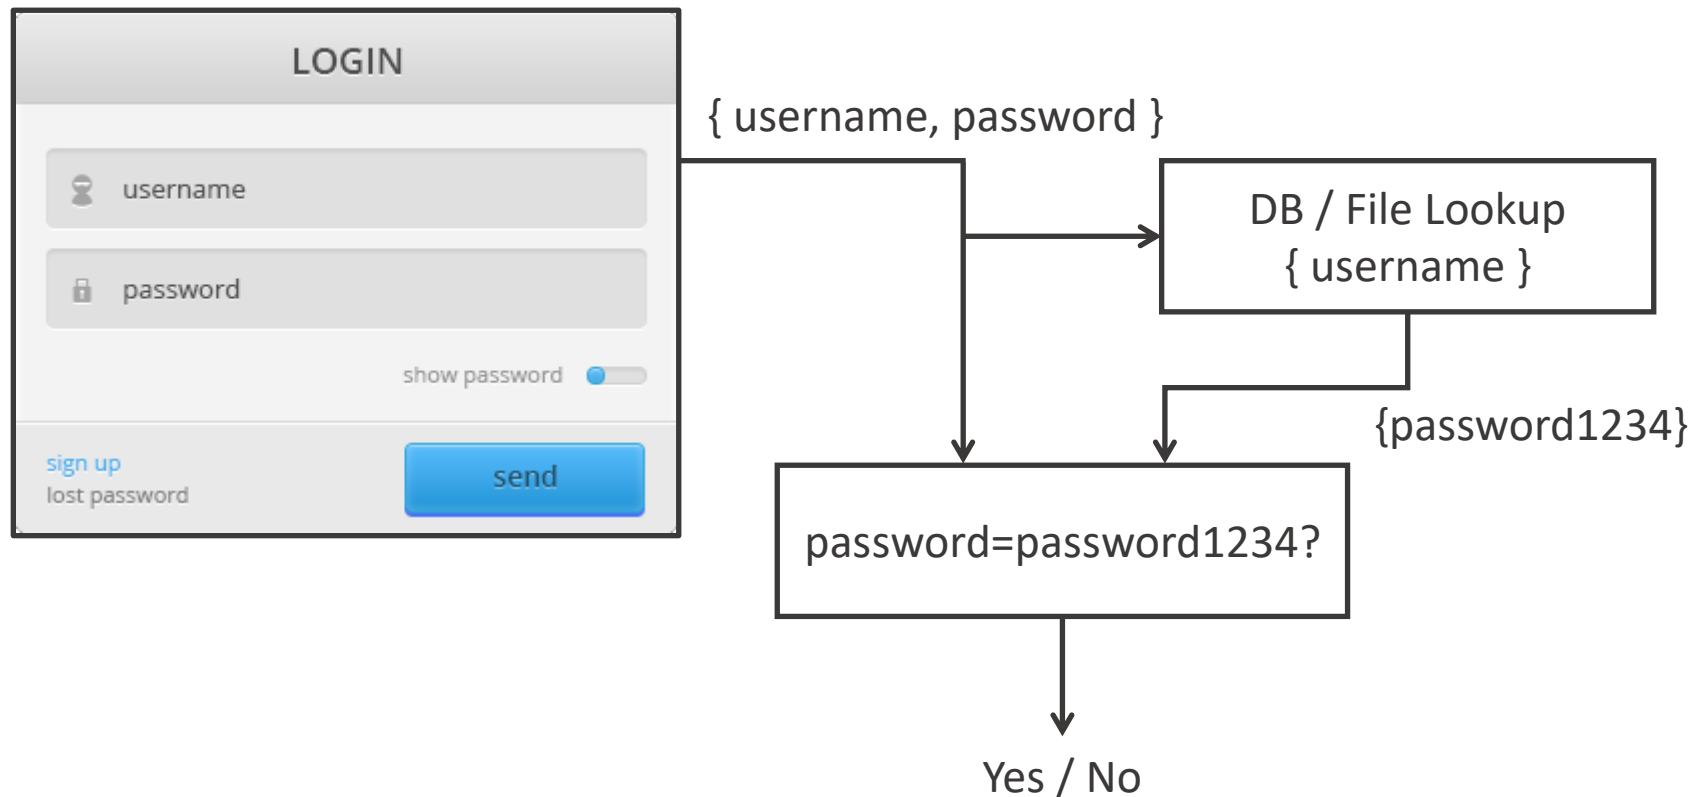 LOGIN
username
password
show password
sign up
lost password
send
{ username, password }
DB / File Lookup
{ username }
{password1234}
password=password1234?
Yes / No